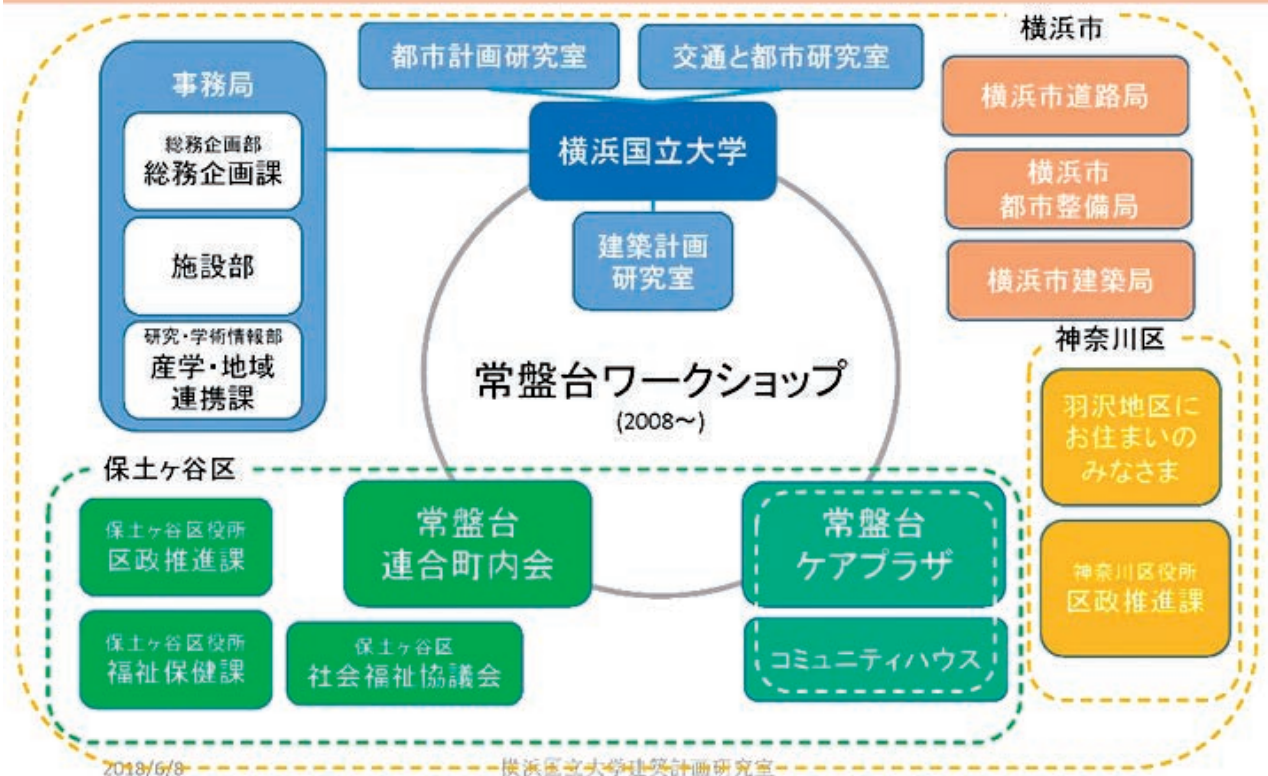 横浜市
都市計画研究室
交通と都市研究室
事務局
総務企画部
総務企画課
施設部
研究・学術情報部
産学・地域
連携課
横浜国立大学
建築計画
研究室
横浜市道路局
横浜市
都市整備局
横浜市建築局
常盤台ワークショップ
(2008～)
神奈川区
羽沢地区に
お住まいの
みなさま
神奈川区役所
区政推進課
保土ヶ谷区
保土ヶ谷区役所
区政推進課
常盤台
連合町内会
常盤台
ケアプラザ
保土ヶ谷区役所
福祉保健課
保土ヶ谷区
社会福祉協議会
コミュニティハウス
2018/6/8
横浜国立大学建築計画研究室